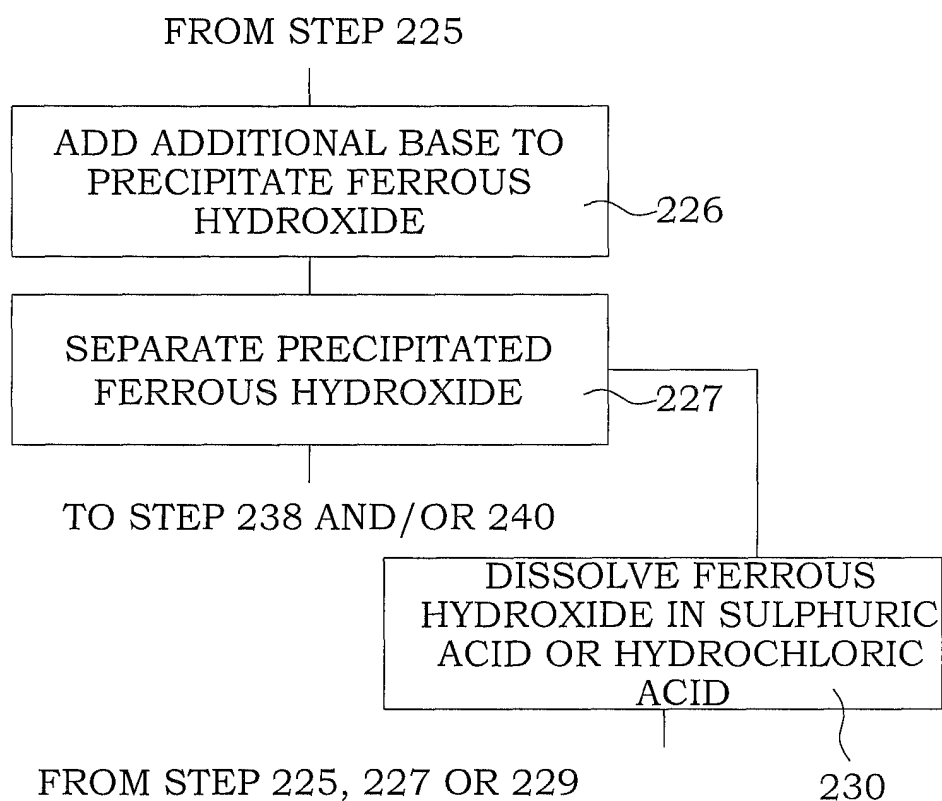 FROM STEP 225
ADD ADDITIONAL BASE TO
PRECIPITATE FERROUS
HYDROXIDE
226
SEPARATE PRECIPITATED
FERROUS HYDROXIDE
227
TO STEP 238 AND/OR 240
DISSOLVE FERROUS
HYDROXIDE IN SULPHURIC
ACID OR HYDROCHLORIC
ACID
230
FROM STEP 225, 227 OR 229